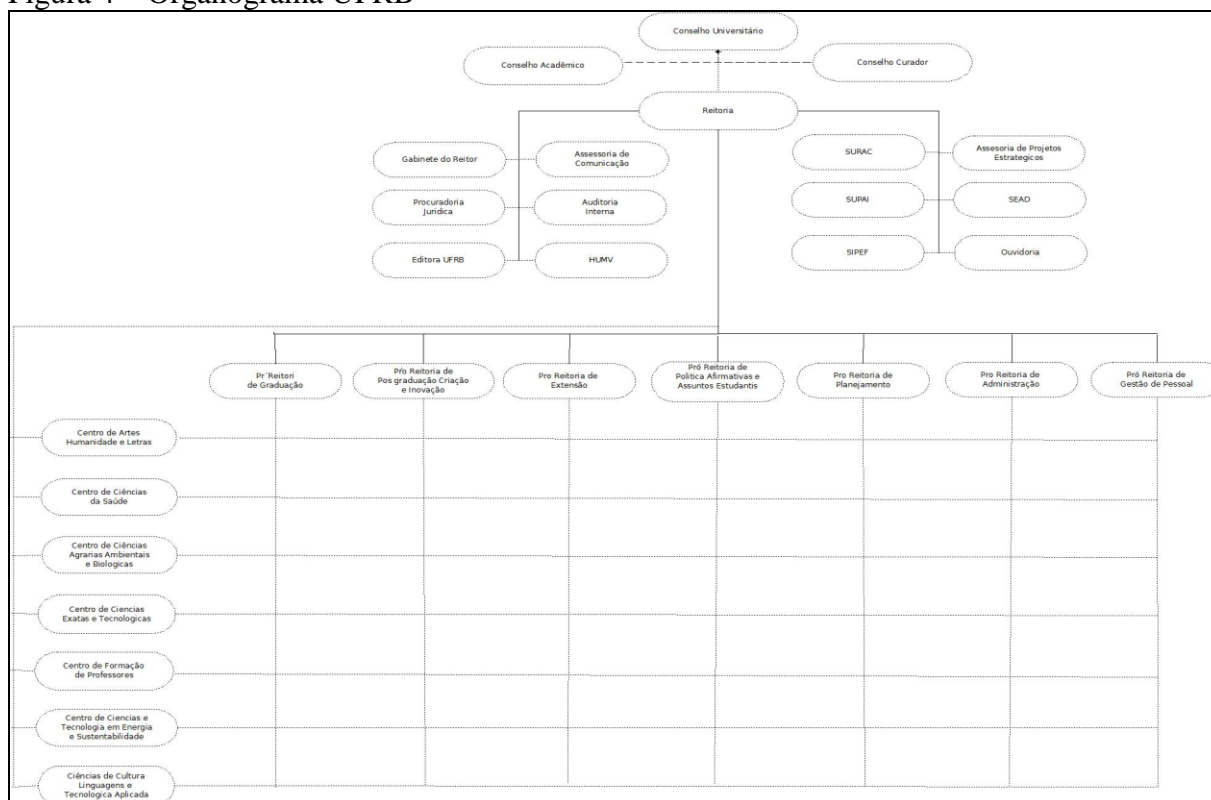 Figura 4 – Organograma UFRB
Conselho Universitário
Conselho Acadêmico
Conselho Curador
Reitoria
Gabinete do Reitor
Assessoria de
Comunicação
SURAC
Assesoria de Projetos
Estrategicos
Procuradoria
Juridica
Auditoria
Interna
SUPAI
SEAD
Editora UFRB
HUMV
SIPEF
Ouvidoria
Pr´Reitori
de Graduação
Pŕo Reitoria de
Pos graduação Criação
e Inovação
Pro Reitoria de
Extensão
Pró Reitoria de
Politica Afirmativas e
Assuntos Estudantis
Pro Reitoria de
Planejamento
Pro Reitoria de
Administração
Pró Reitoria de
Gestão de Pessoal
Centro de Artes
Humanidade e Letras
Centro de Ciências
da Saúde
Centro de Ciências
Agrarias Ambientais
e Biologicas
Centro de Ciencias
Exatas e Tecnologicas
Centro de Formação
de Professores
Centro de Ciencias e
Tecnologia em Energia
e Sustentabilidade
Ciências de Cultura
Linguagens e
Tecnologica Aplicada